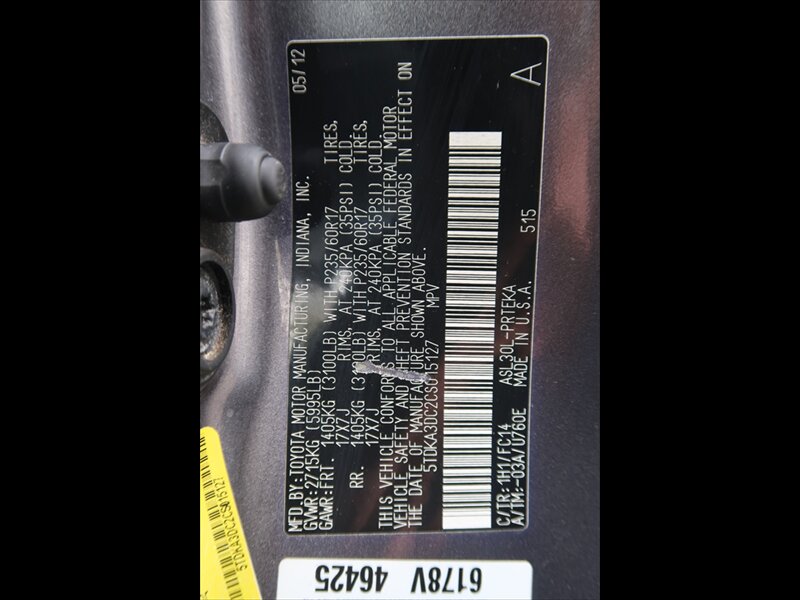 MFD.BY:TOYOTA MOTOR MANUFACTURING, INDIANA, INC. 05/12
GVWR:2715KG (5995LB)
GAWR:FRT. 1405KG (3100LB) WITH P235/60R17 TIRES,
17X7J RIMS, AT 240KPA (35PSI) COLD.
RR. 1405KG (3100LB) WITH P235/60R17 TIRES,
17X7J RIMS, AT 240KPA (35PSI) COLD.
THIS VEHICLE CONFORMS TO ALL APPLICABLE FEDERAL MOTOR
VEHICLE SAFETY AND THEFT PREVENTION STANDARDS IN EFFECT ON
THE DATE OF MANUFACTURE SHOWN ABOVE.
5TDKA3DC2CS015127 MPV
C/TR:1H1/FC14 ASL30L-PRTEKA
A/TM:-03A/U760E MADE IN U.S.A. 515 A
5TDKA3DC2CS015127
6178V
46425